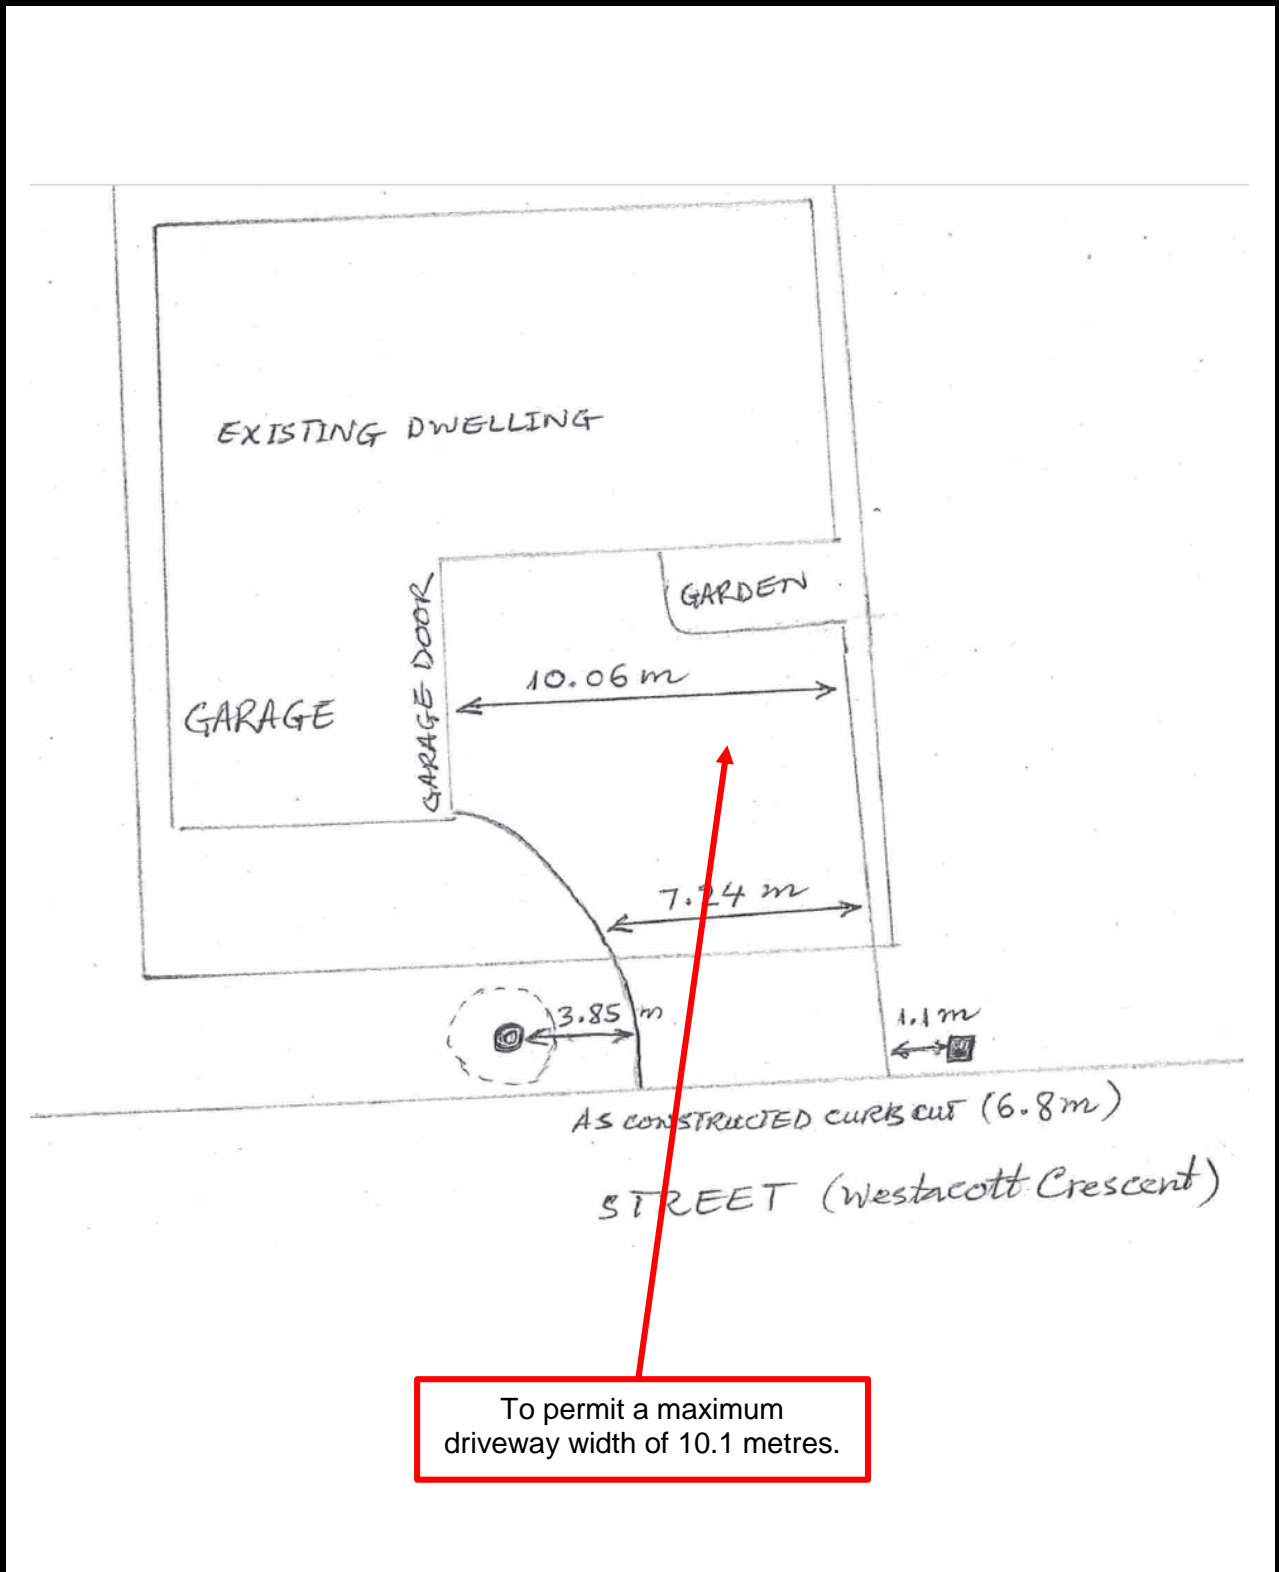 EXISTING DWELLING
GARDEN
GARAGE DOOR
10.06 m
GARAGE
7.24 m
3.85 m
1.1 m
AS CONSTRUCTED CURB CUT (6.8 m)
STREET (Westacott Crescent)
To permit a maximum
driveway width of 10.1 metres.